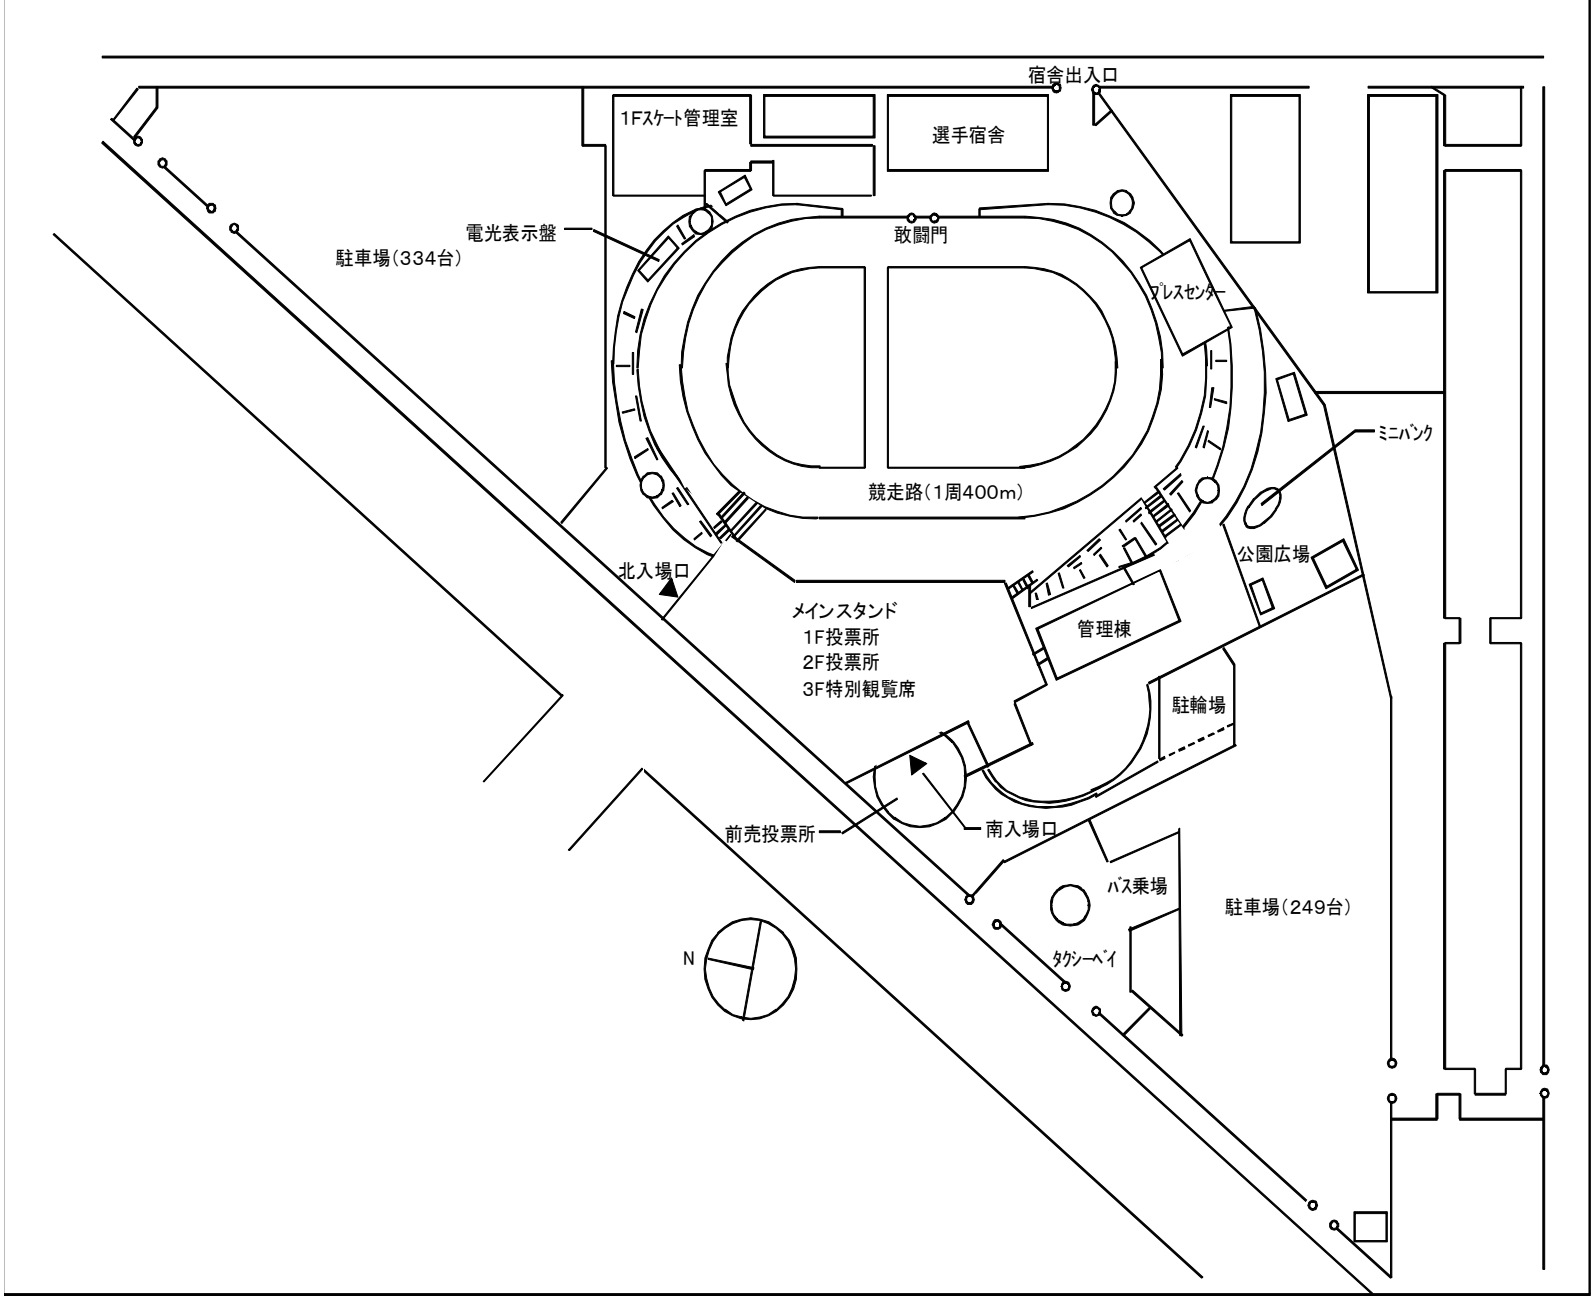 宿舎出入口
1Fスケート管理室
選手宿舎
電光表示盤
敢闘門
駐車場(334台)
プレスセンター
ミニバンク
競走路(1周400m)
公園広場
北入場口
メインスタンド
1F投票所
2F投票所
3F特別観覧席
管理棟
駐輪場
前売投票所
南入場口
バス乗場
駐車場(249台)
タクシーベイ
N